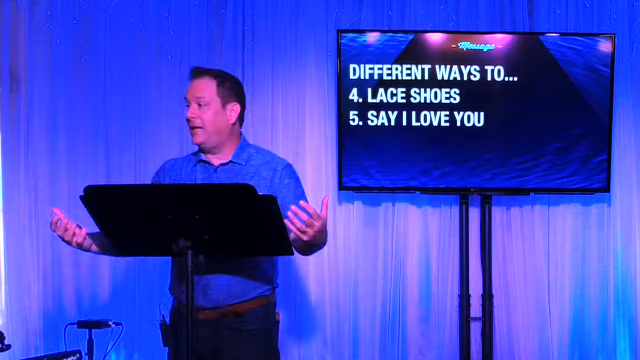 Message
DIFFERENT WAYS TO...
4. LACE SHOES
5. SAY I LOVE YOU